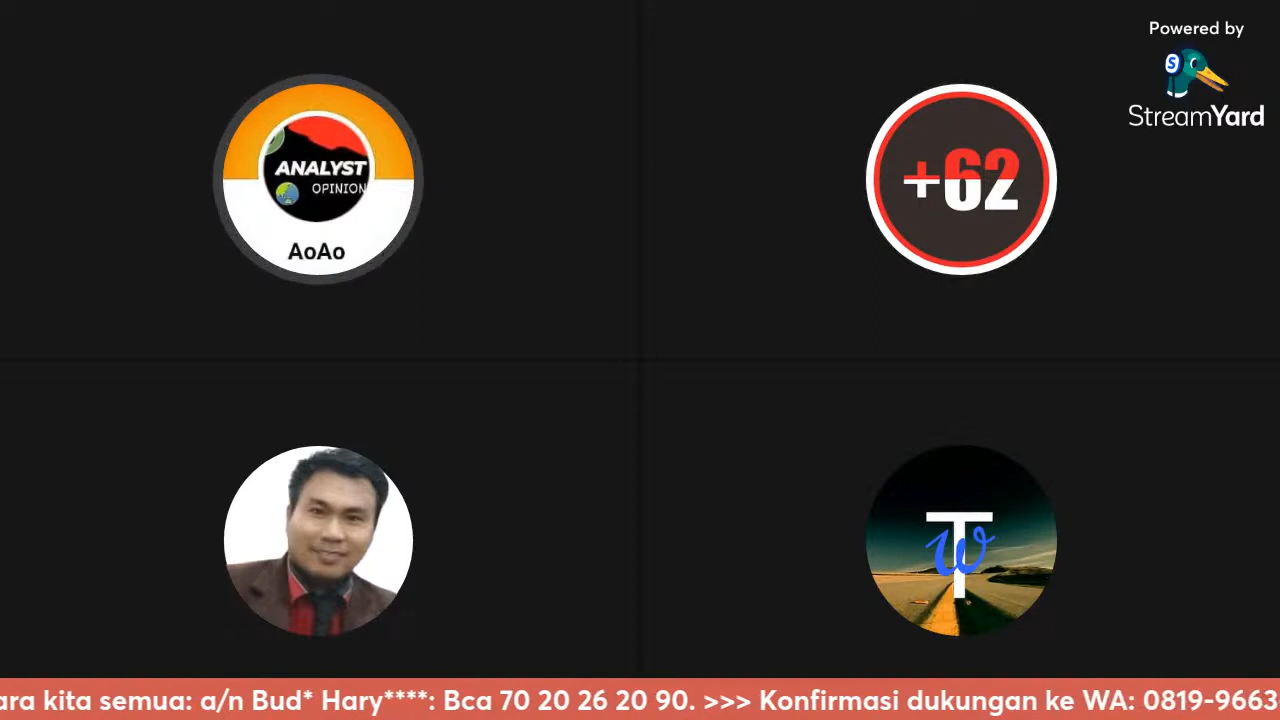 Powered by
S
StreamYard
ANALYST
OPINION
AoAo
+62
T
w
ara kita semua: a/n Bud* Hary****: Bca 70 20 26 20 90. >>> Konfirmasi dukungan ke WA: 0819-9663